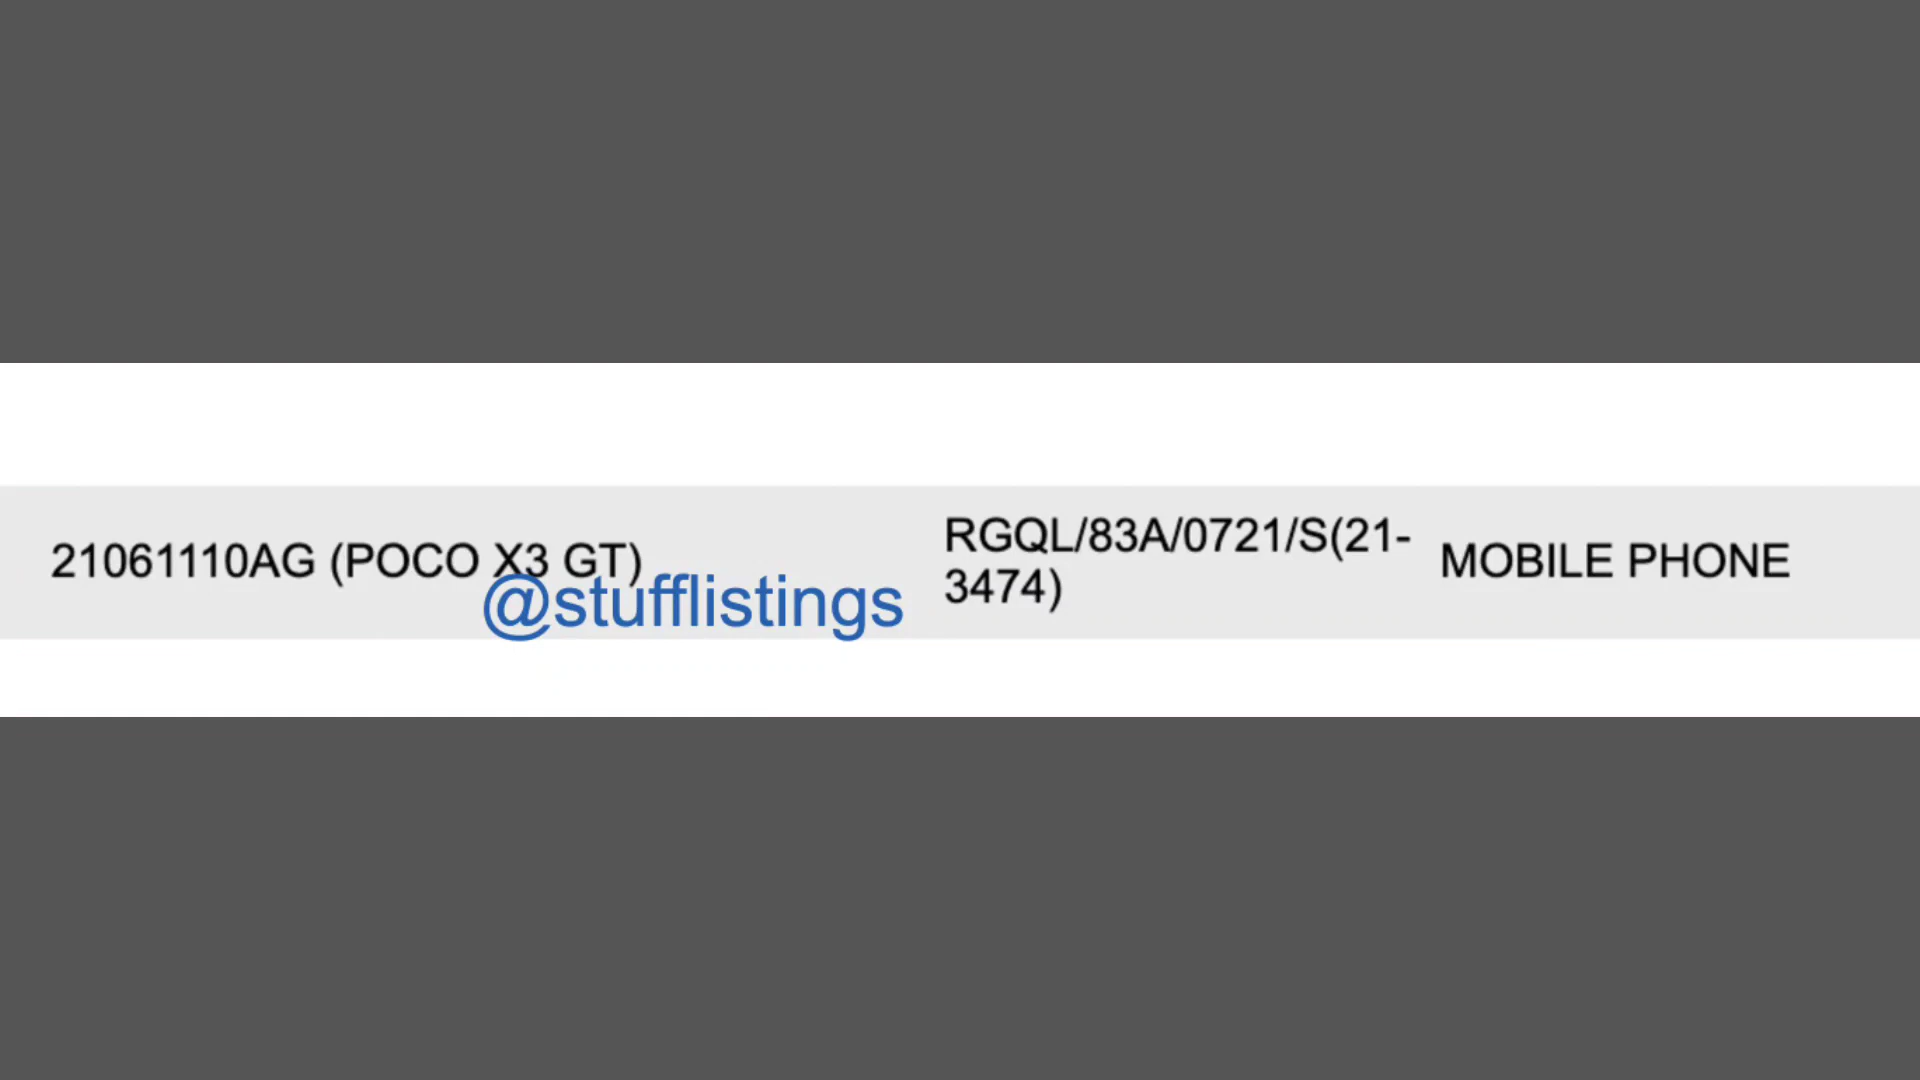 21061110AG (POCO X3 GT)
@stufflistings
RGQL/83A/0721/S(21-
3474)
MOBILE PHONE